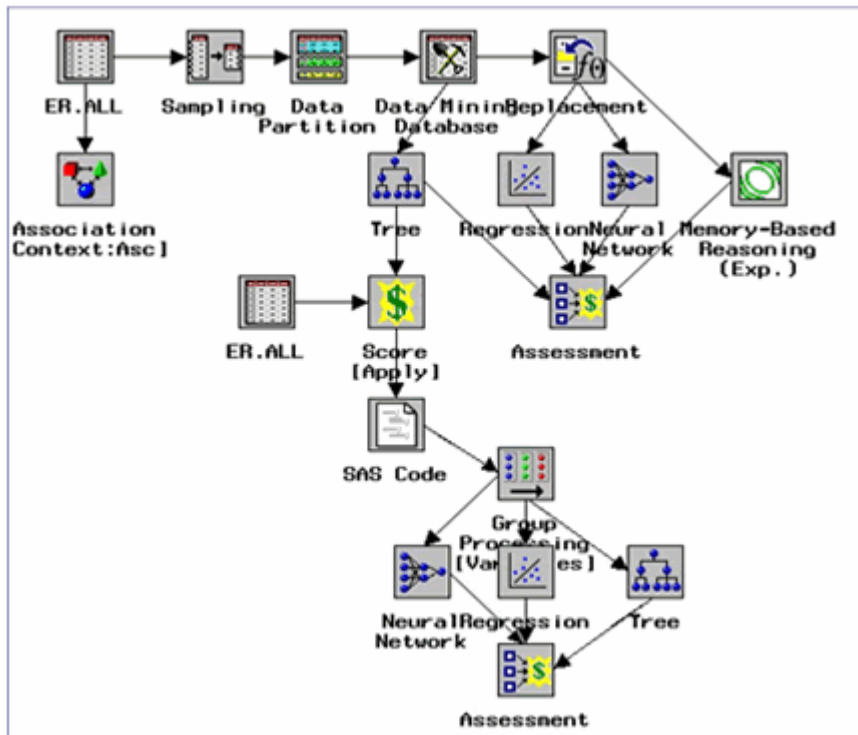 ER.ALL
Sampling
Data
Partition
Data Mining
Database
Replacement
Association
Context:Asc]
Tree
Regression
Neural
Network
Memory-Based
Reasoning
(Exp.)
ER.ALL
Score
[Apply]
Assessment
SAS Code
Group
Processing
Neural
Network
Regression
Tree
Assessment